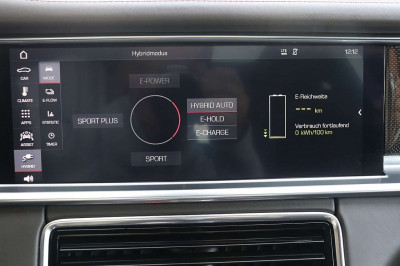 Hybridmodus
12:12
CAR
MODE
E-POWER
E-Reichweite
CLIMATE
E-FLOW
HYBRID AUTO
--- km
APPS
STATISTIC
SPORT PLUS
E-HOLD
Verbrauch fortlaufend
E-CHARGE
0 kWh/100 km
ASSIST
TIMER
SPORT
HYBRID